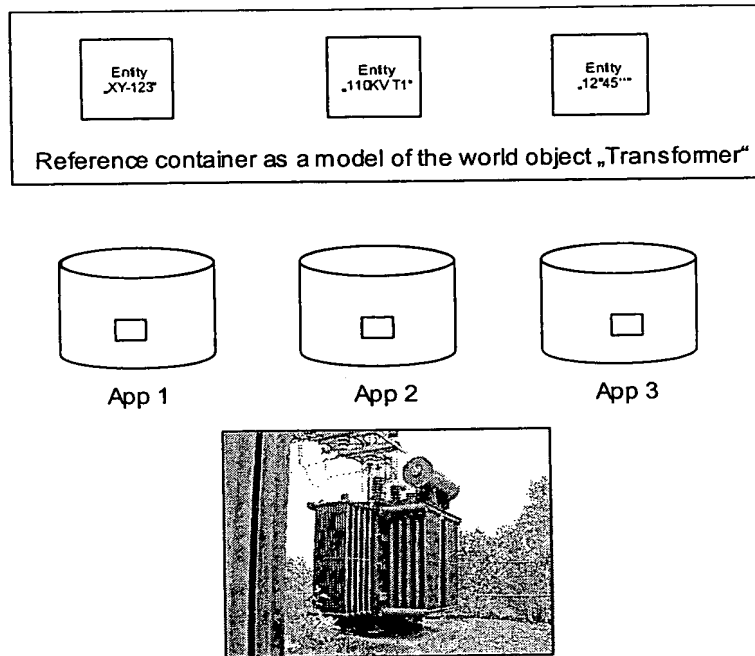 Entity
„XY-123"
Entity
„110KV T1"
Entity
„12°45´´"
Reference container as a model of the world object „Transformer"
App 1
App 2
App 3